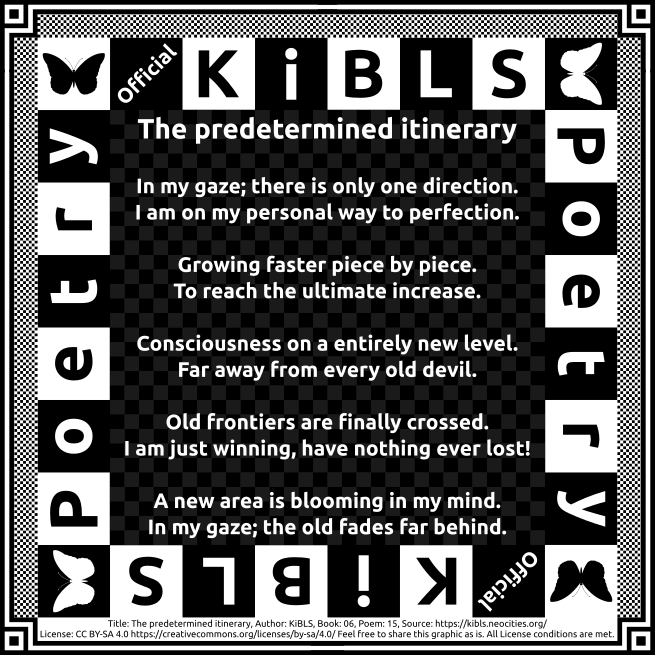 Official
KiBLS
Poetry
Poetry
The predetermined itinerary
In my gaze; there is only one direction.
I am on my personal way to perfection.
Growing faster piece by piece.
To reach the ultimate increase.
Consciousness on a entirely new level.
Far away from every old devil.
Old frontiers are finally crossed.
I am just winning, have nothing ever lost!
A new area is blooming in my mind.
In my gaze; the old fades far behind.
KiBLS
Official
Title: The predetermined itinerary, Author: KiBLS, Book: 06, Poem: 15, Source: https://kibls.neocities.org/
License: CC BY-SA 4.0 https://creativecommons.org/licenses/by-sa/4.0/ Feel free to share this graphic as is. All License conditions are met.